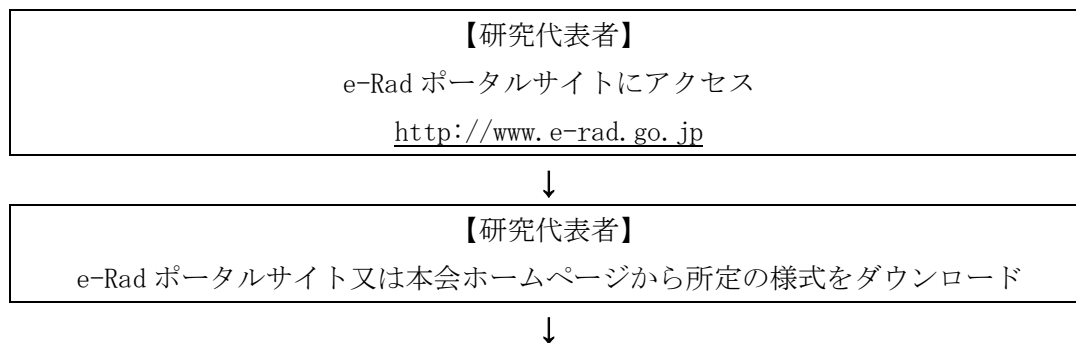 【研究代表者】
e-Rad ポータルサイトにアクセス
http://www.e-rad.go.jp
↓
【研究代表者】
e-Rad ポータルサイト又は本会ホームページから所定の様式をダウンロード
↓